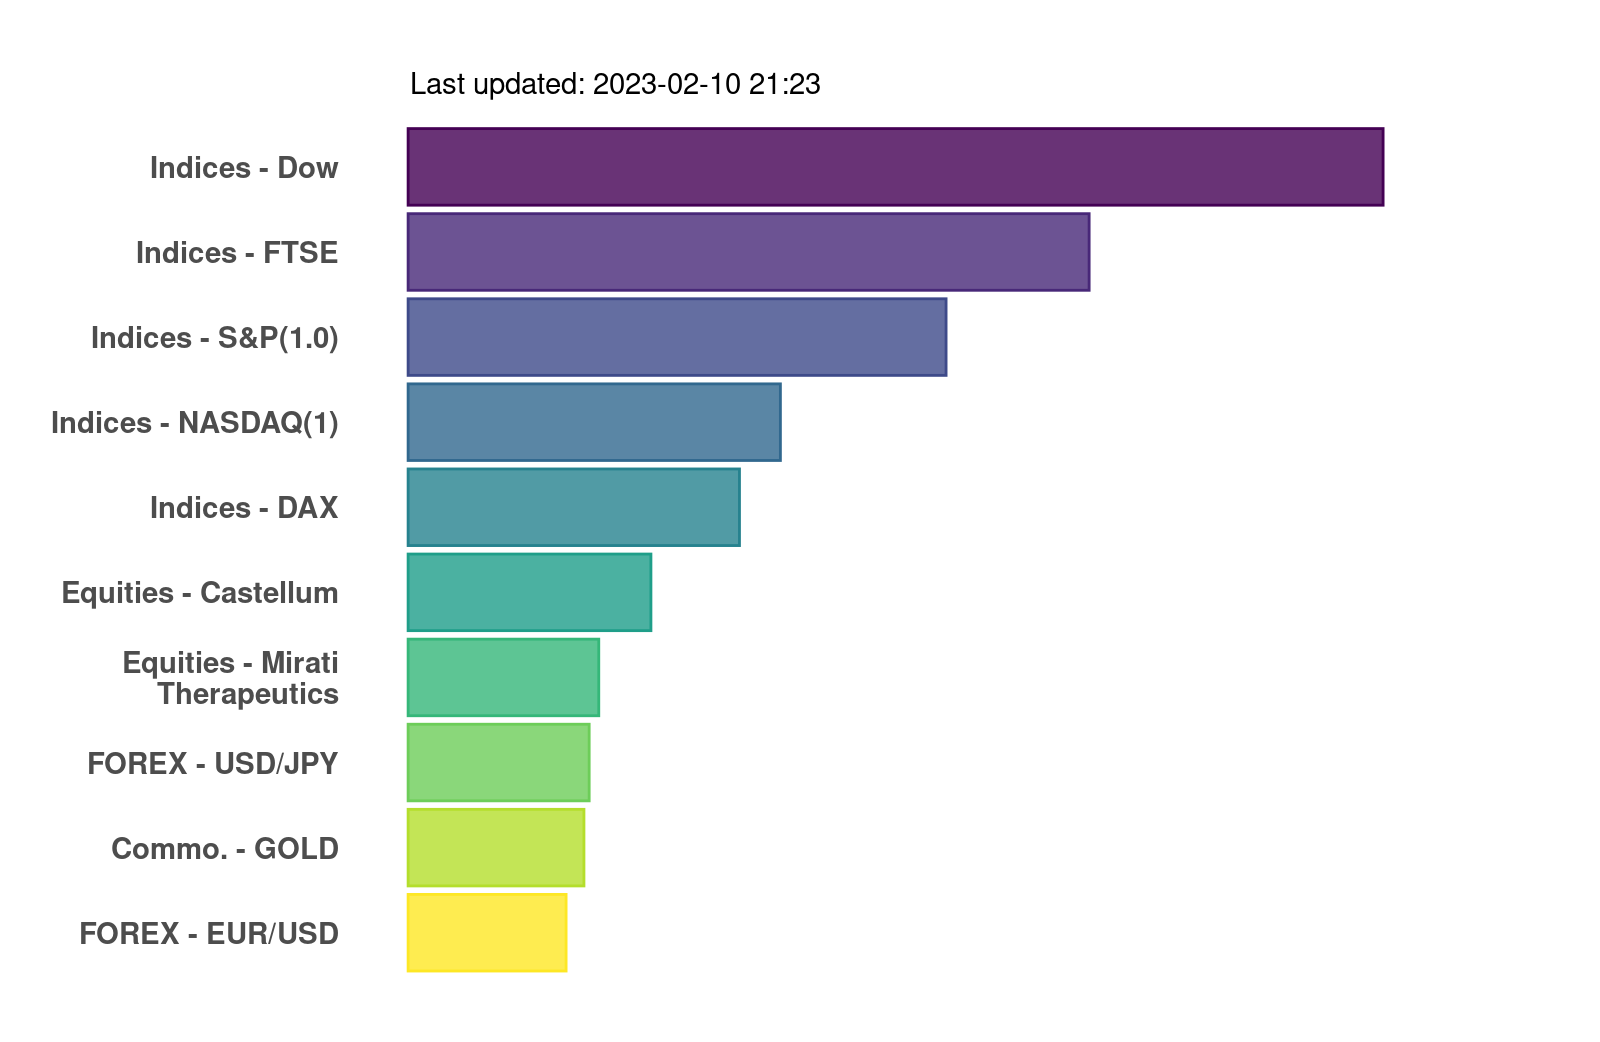 Last updated: 2023-02-10 21:23
Indices - Dow
Indices - FTSE
Indices - S&P(1.0)
Indices - NASDAQ(1)
Indices - DAX
Equities - Castellum
Equities - Mirati
Therapeutics
FOREX - USD/JPY
Commo. - GOLD
FOREX - EUR/USD